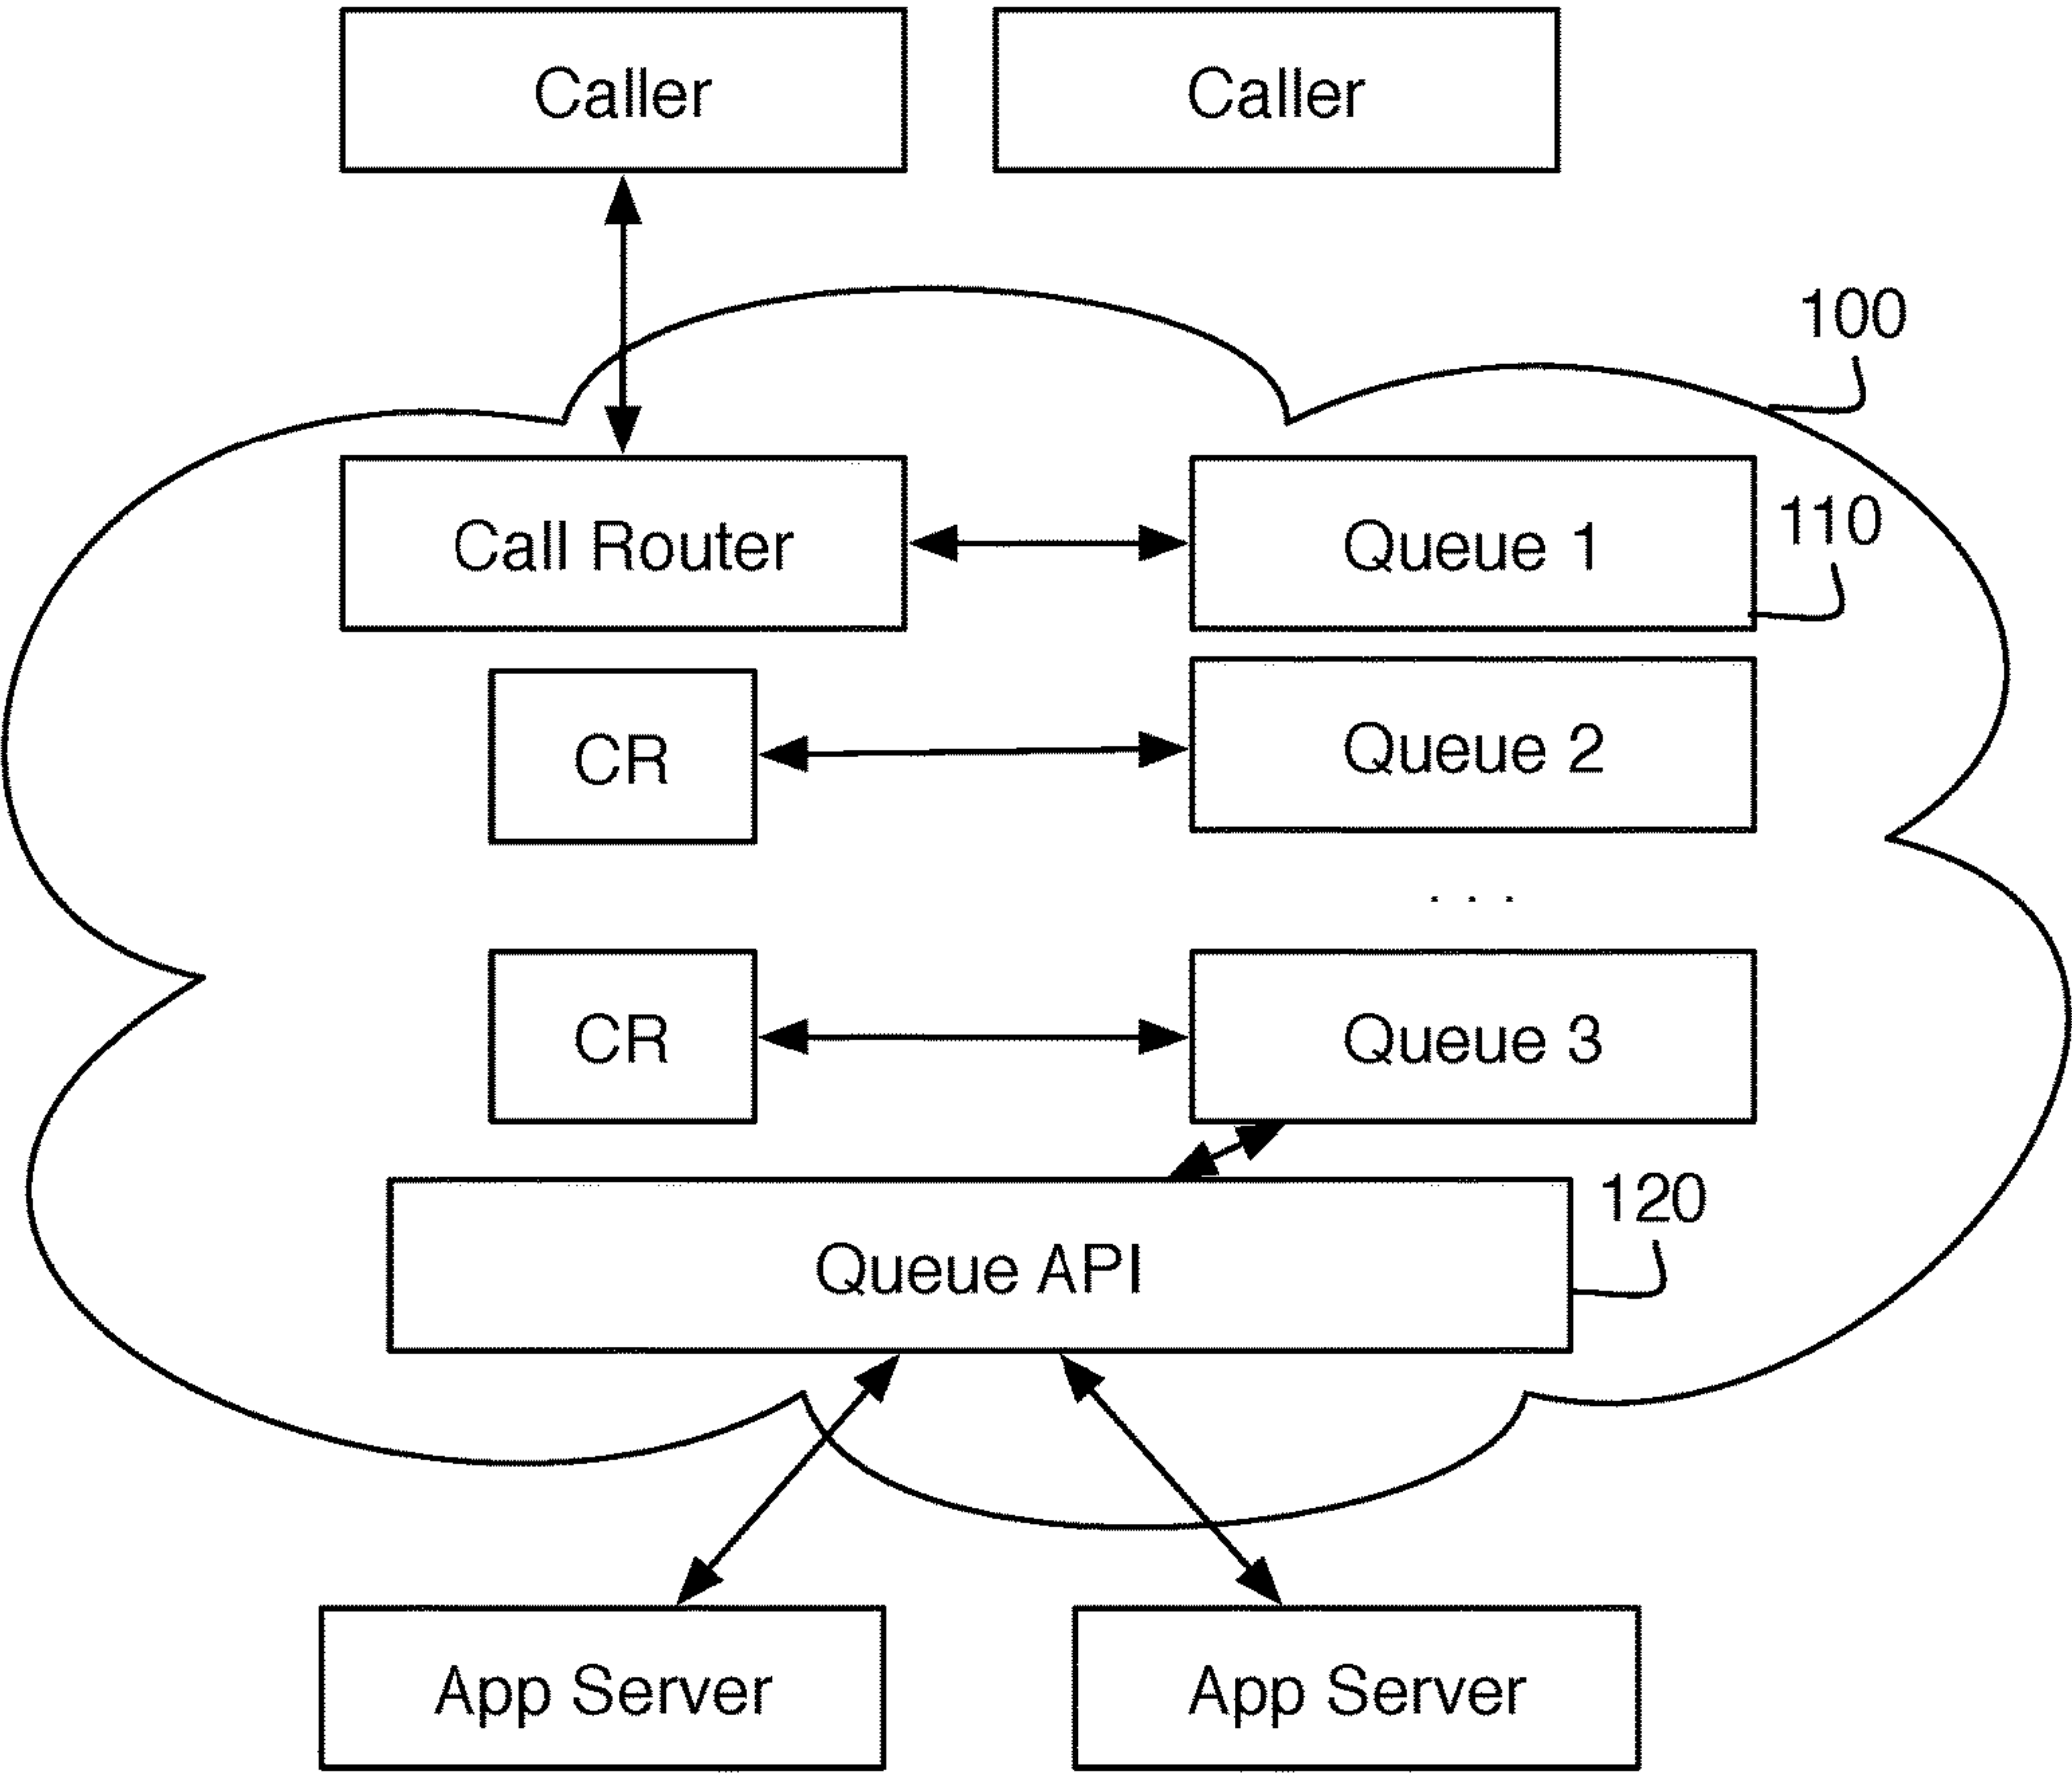 Caller
Caller
100
Call Router
Queue 1
110
CR
Queue 2
. . .
CR
Queue 3
120
Queue API
App Server
App Server